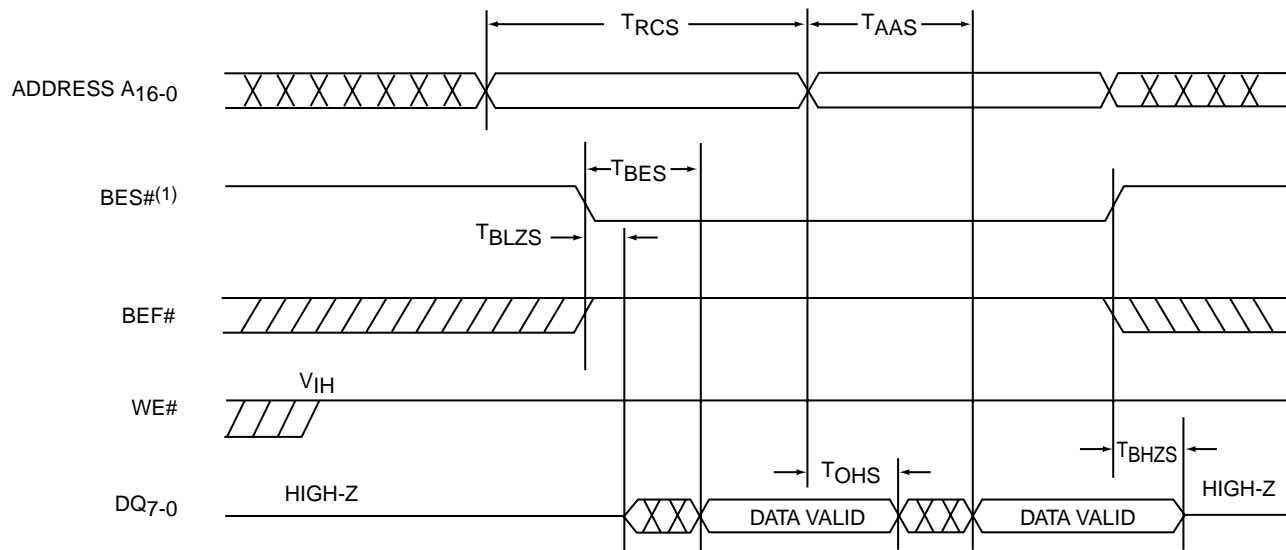 TRCS
TAAS
ADDRESS A16-0
TBES
BES#(1)
TBLZS
BEF#
VIH
WE#
TBHZS
TOHS
HIGH-Z
HIGH-Z
DQ7-0
DATA VALID
DATA VALID